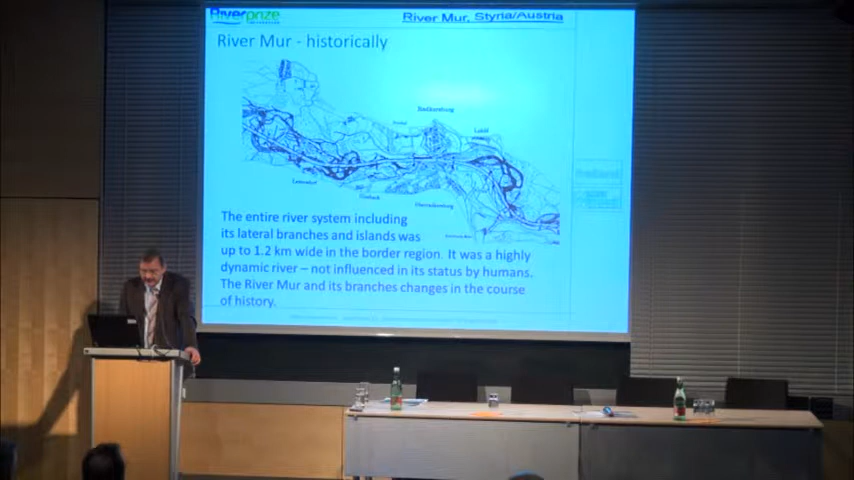 Riverprize
River Mur, Styria/Austria
River Mur - historically
Radkersburg
The entire river system including
its lateral branches and islands was
up to 1.2 km wide in the border region. It was a highly
dynamic river – not influenced in its status by humans.
The River Mur and its branches changes in the course
of history.